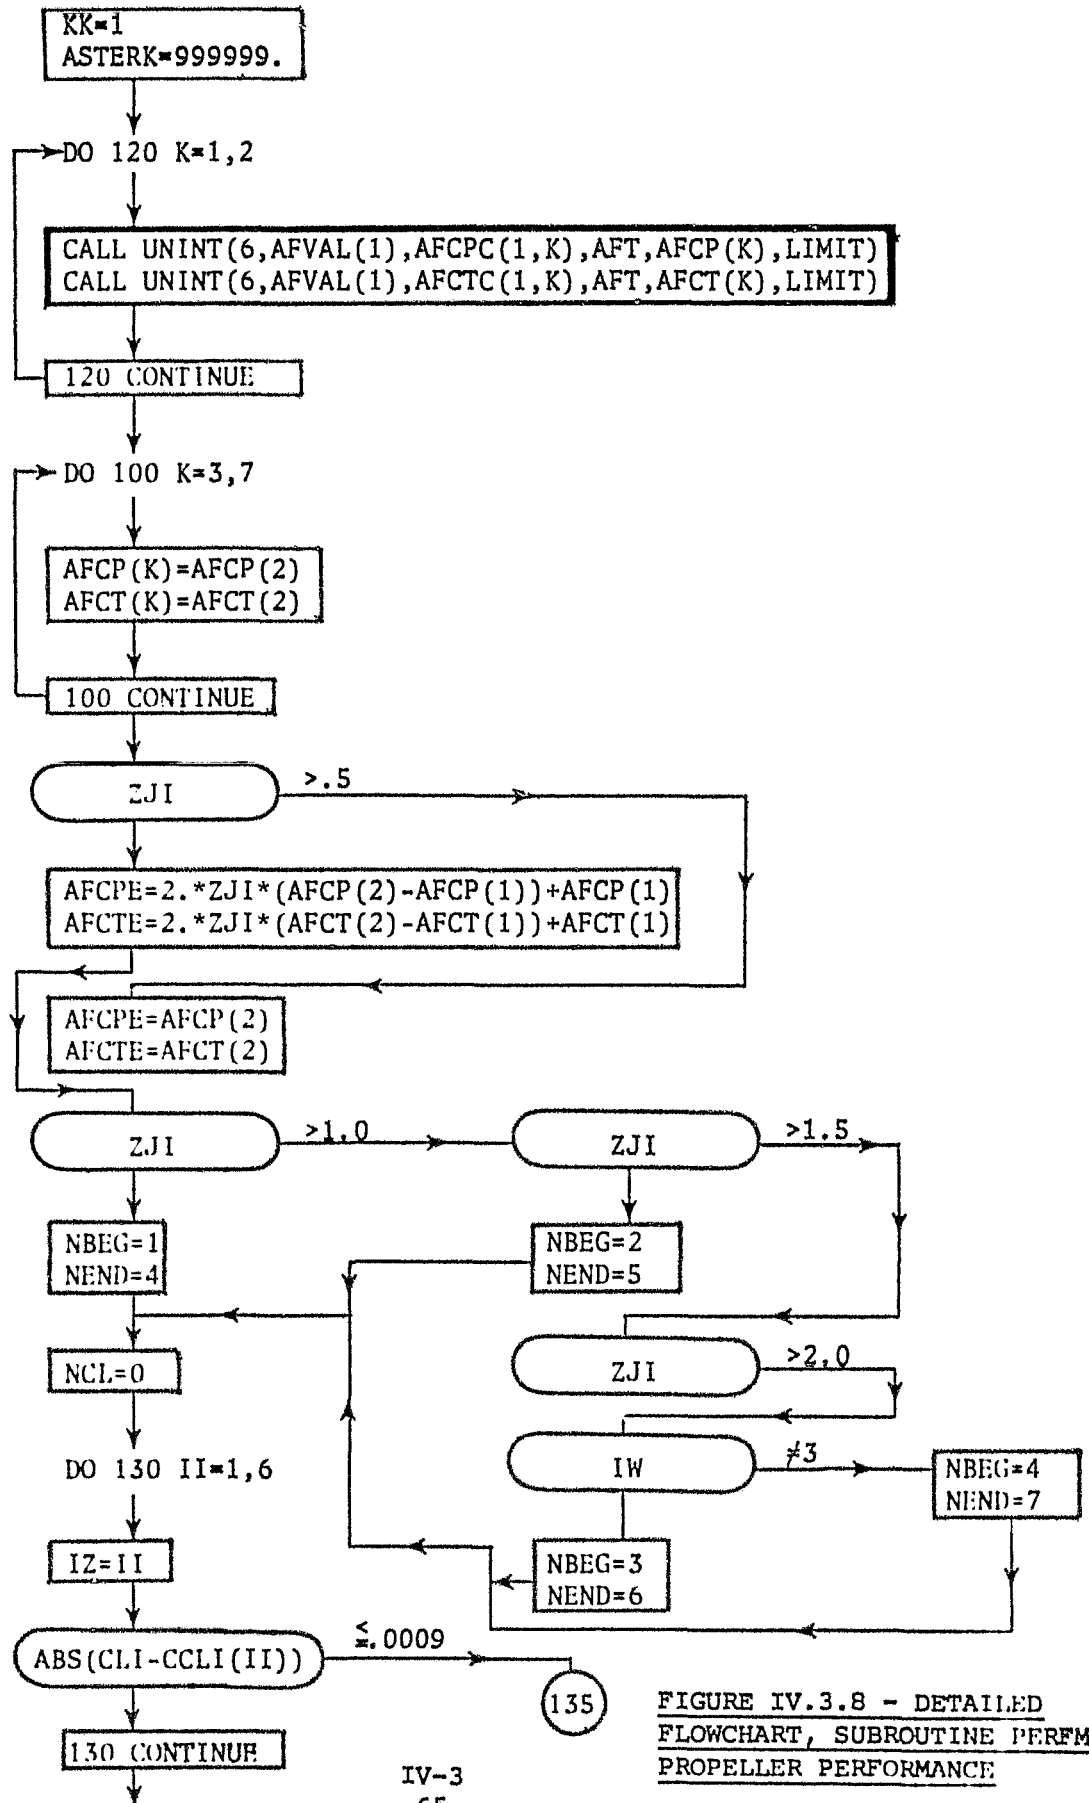 KK=1
ASTERK=999999.
DO 120 K=1,2
CALL UNINT(6,AFVAL(1),AFCPC(1,K),AFT,AFCP(K),LIMIT)
CALL UNINT(6,AFVAL(1),AFCTC(1,K),AFT,AFCT(K),LIMIT)
120 CONTINUE
DO 100 K=3,7
AFCP(K)=AFCP(2)
AFCT(K)=AFCT(2)
100 CONTINUE
ZJI
>.5
AFCPE=2.*ZJI*(AFCP(2)-AFCP(1))+AFCP(1)
AFCTE=2.*ZJI*(AFCT(2)-AFCT(1))+AFCT(1)
AFCPE=AFCP(2)
AFCTE=AFCT(2)
ZJI
>1.0
ZJI
>1.5
NBEG=1
NEND=4
NBEG=2
NEND=5
ZJI
>2.0
NCL=0
IW
≠3
NBEG=4
NEND=7
DO 130 II=1,6
NBEG=3
NEND=6
IZ=II
ABS(CLI-CCLI(II))
≤.0009
135
130 CONTINUE
FIGURE IV.3.8 - DETAILED
FLOWCHART, SUBROUTINE PERFM
PROPELLER PERFORMANCE
IV-3